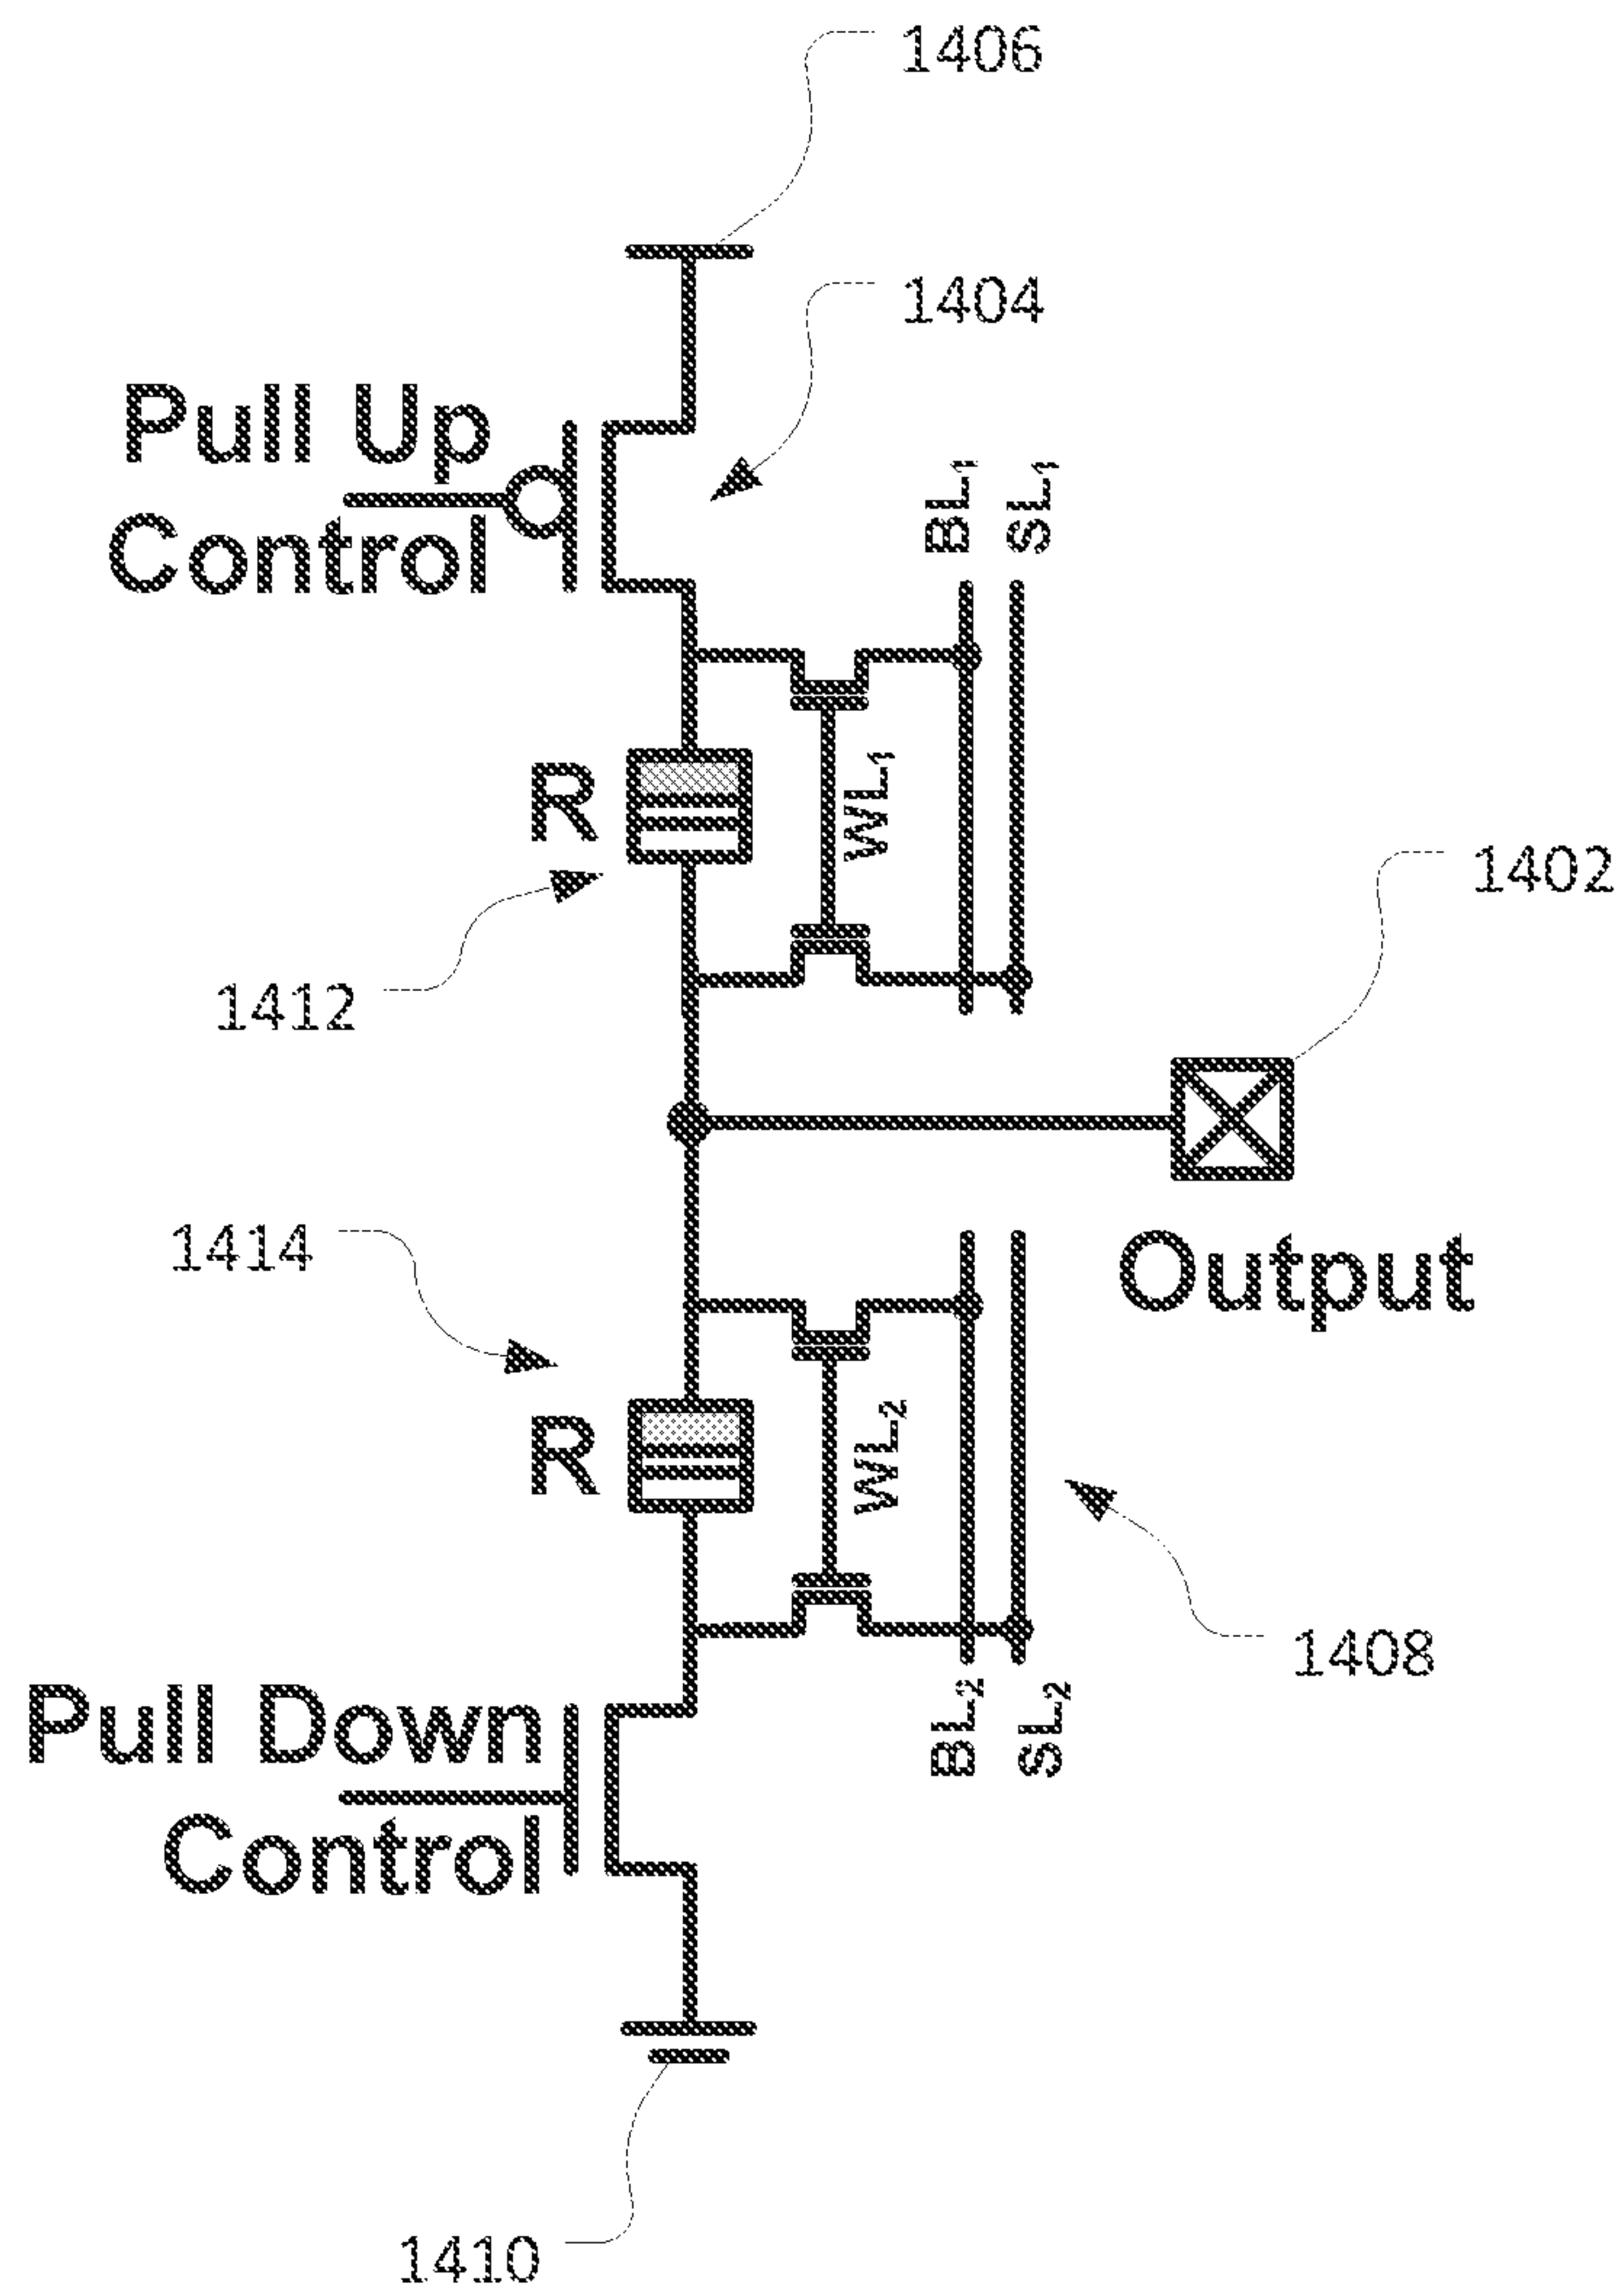 1406
1404
Pull Up
Control
BL₁
SL₁
R
WL₁
1402
1412
1414
Output
R
WL₂
1408
Pull Down
Control
BL₂
SL₂
1410